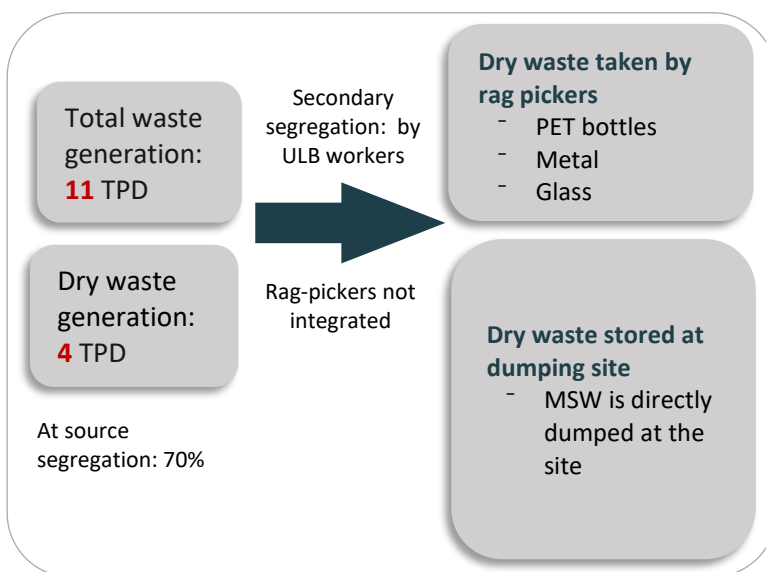 Total waste
generation:
11 TPD
Dry waste
generation:
4 TPD
At source
segregation: 70%
Secondary
segregation: by
ULB workers
Rag-pickers not
integrated
Dry waste taken by
rag pickers
- PET bottles
- Metal
- Glass
Dry waste stored at
dumping site
- MSW is directly
dumped at the
site